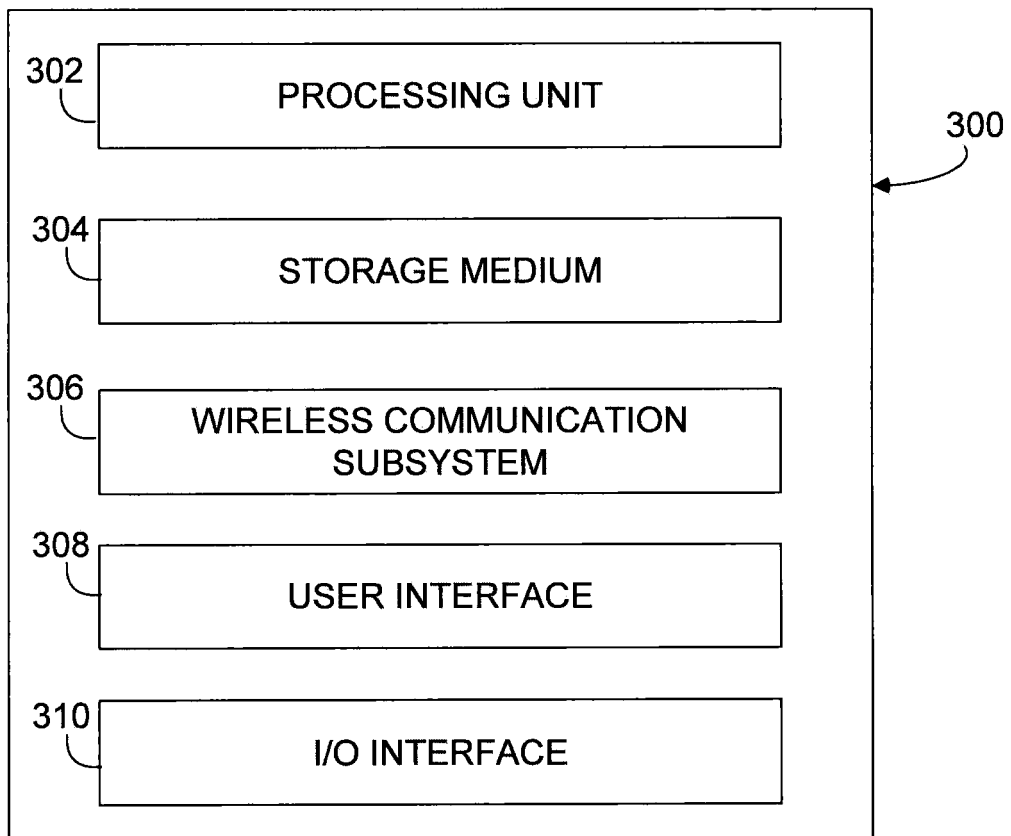 302
PROCESSING UNIT
300
304
STORAGE MEDIUM
306
WIRELESS COMMUNICATION
SUBSYSTEM
308
USER INTERFACE
310
I/O INTERFACE